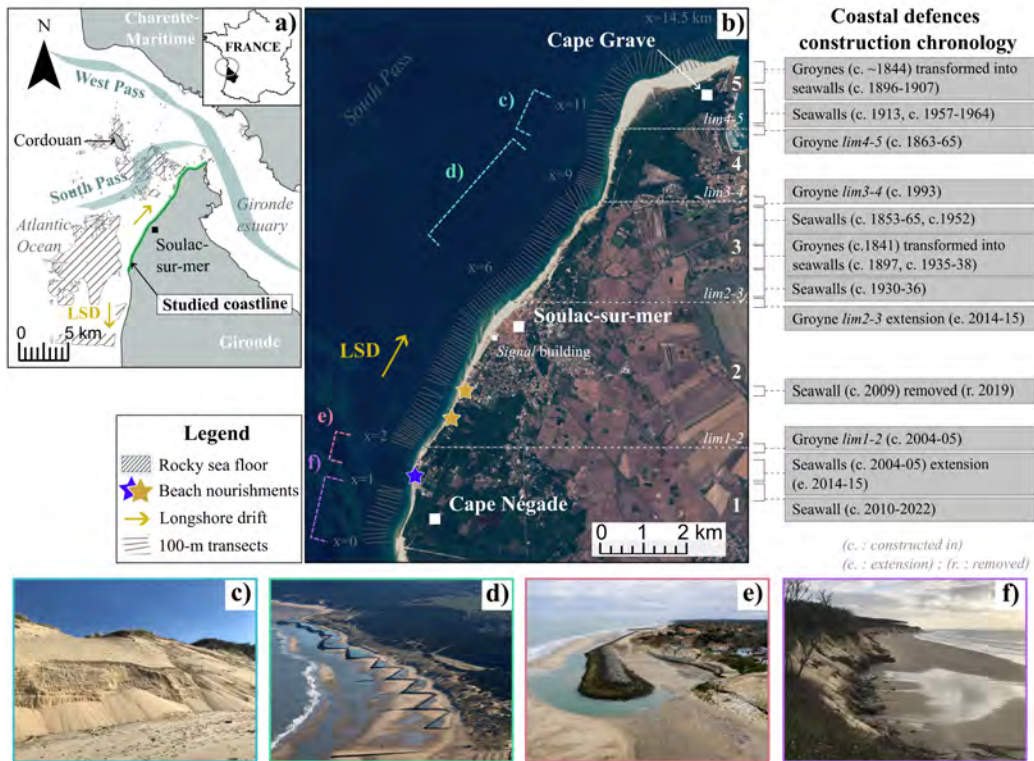 a)
N
Charente-
Maritime
FRANCE
West Pass
Cordouan
South Pass
Atlantic
Ocean
Gironde
estuary
Soulac-
sur-mer
Studied coastline
LSD
0 5 km
Gironde
Legend
Rocky sea floor
Beach nourishments
Longshore drift
100-m transects
b)
x=14.5 km
Cape Grave
South Pass
c)
x=11
5
lim4-5
d)
4
x=9
lim3-4
3
x=6
lim2-3
Soulac-sur-mer
Signal building
LSD
2
e)
x=2
lim1-2
f)
x=1
Cape Négade
1
x=0
0 1 2 km
Coastal defences
construction chronology
Groynes (c. ~1844) transformed into
seawalls (c. 1896-1907)
Seawalls (c. 1913, c. 1957-1964)
Groyne lim4-5 (c. 1863-65)
Groyne lim3-4 (c. 1993)
Seawalls (c. 1853-65, c.1952)
Groynes (c.1841) transformed into
seawalls (c. 1897, c. 1935-38)
Seawalls (c. 1930-36)
Groyne lim2-3 extension (e. 2014-15)
Seawall (c. 2009) removed (r. 2019)
Groyne lim1-2 (c. 2004-05)
Seawalls (c. 2004-05) extension
(e. 2014-15)
Seawall (c. 2010-2022)
(c. : constructed in)
(e. : extension) ; (r. : removed)
c)
d)
e)
f)